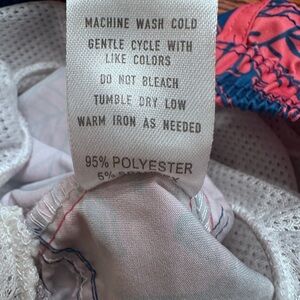 MACHINE WASH COLD
GENTLE CYCLE WITH
LIKE COLORS
DO NOT BLEACH
TUMBLE DRY LOW
WARM IRON AS NEEDED
95% POLYESTER
5%